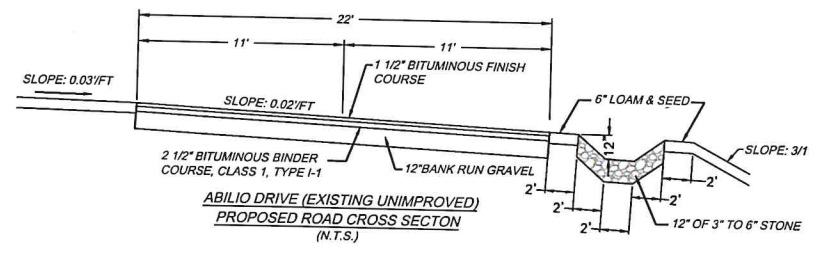 22'
11'
11'
1 1/2" BITUMINOUS FINISH
COURSE
SLOPE: 0.03'/FT
SLOPE: 0.02'/FT
6" LOAM & SEED
12"
SLOPE: 3/1
2 1/2" BITUMINOUS BINDER
COURSE, CLASS 1, TYPE I-1
12"BANK RUN GRAVEL
2'
2'
2'
2'
2'
12" OF 3" TO 6" STONE
ABILIO DRIVE (EXISTING UNIMPROVED)
PROPOSED ROAD CROSS SECTON
(N.T.S.)